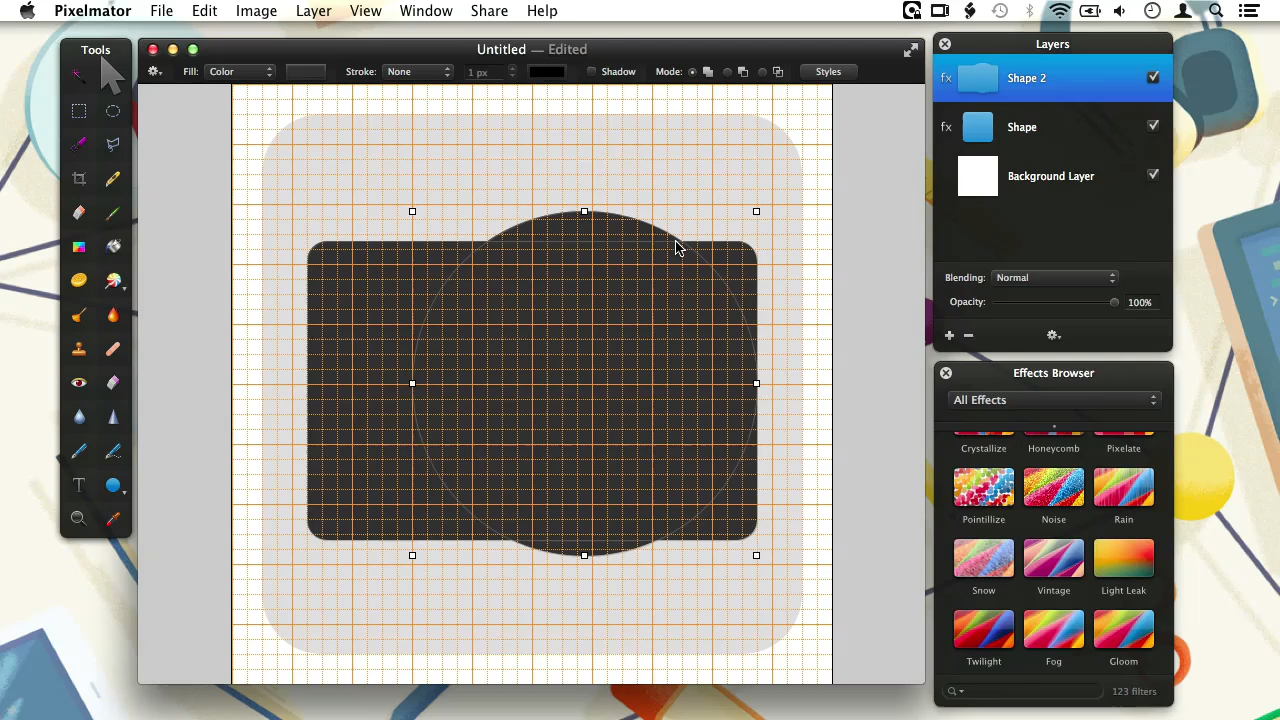 Pixelmator File Edit Image Layer View Window Share Help
Tools
Untitled — Edited
Fill: Color Stroke: None 1 px Shadow Mode: Styles
Layers
fx Shape 2
fx Shape
Background Layer
Blending: Normal
Opacity: 100%
Effects Browser
All Effects
Crystallize Honeycomb Pixelate
Pointillize Noise Rain
Snow Vintage Light Leak
Twilight Fog Gloom
123 filters